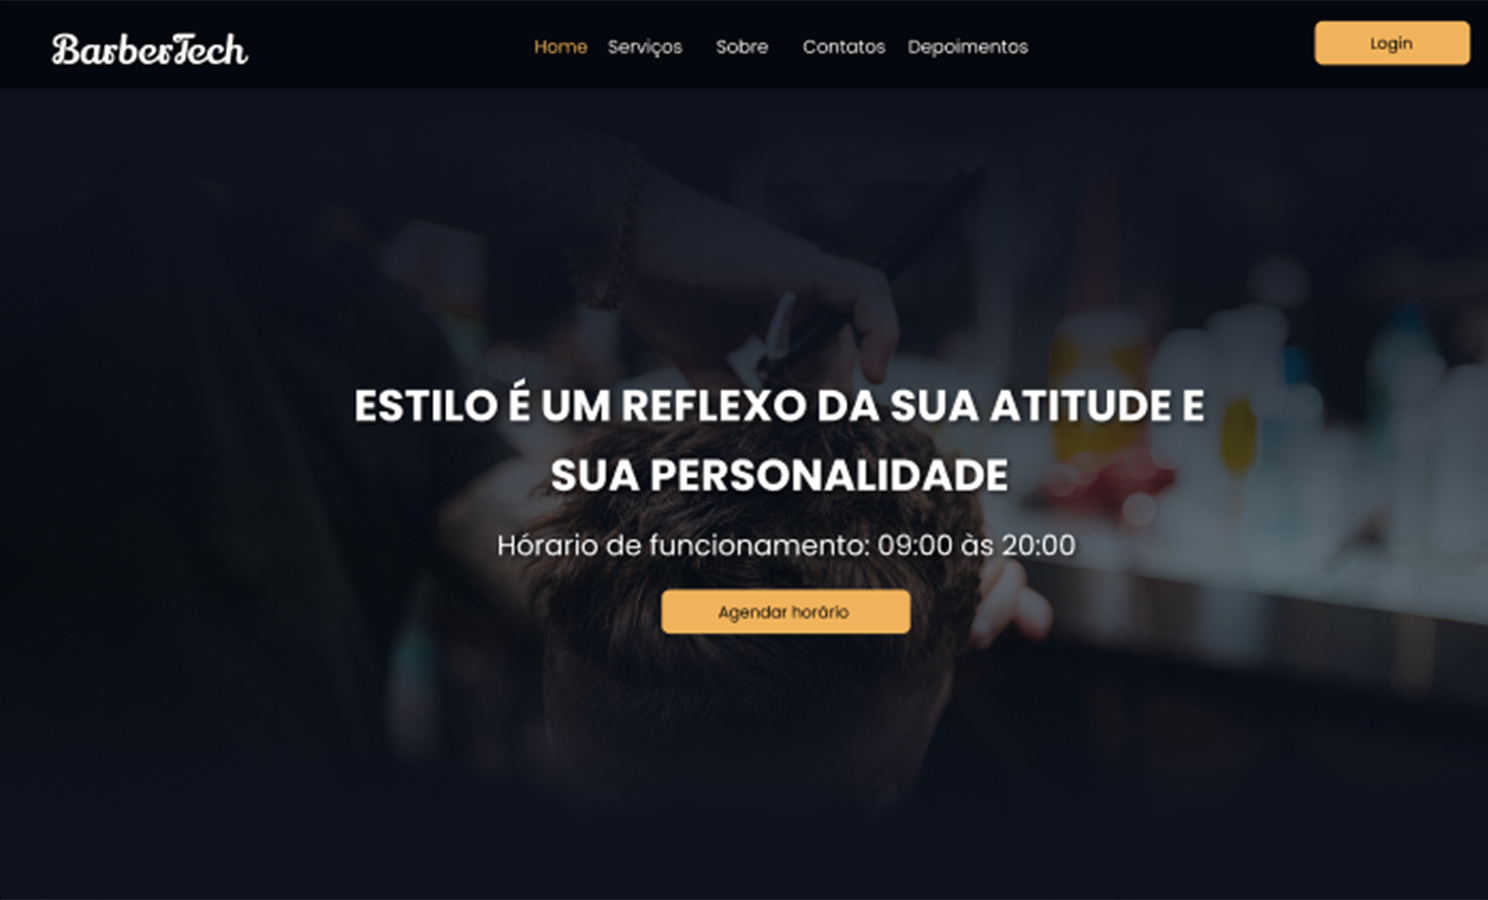 BarberTech
Home Serviços Sobre Contatos Depoimentos
Login
ESTILO É UM REFLEXO DA SUA ATITUDE E
SUA PERSONALIDADE
Hórario de funcionamento: 09:00 às 20:00
Agendar horário